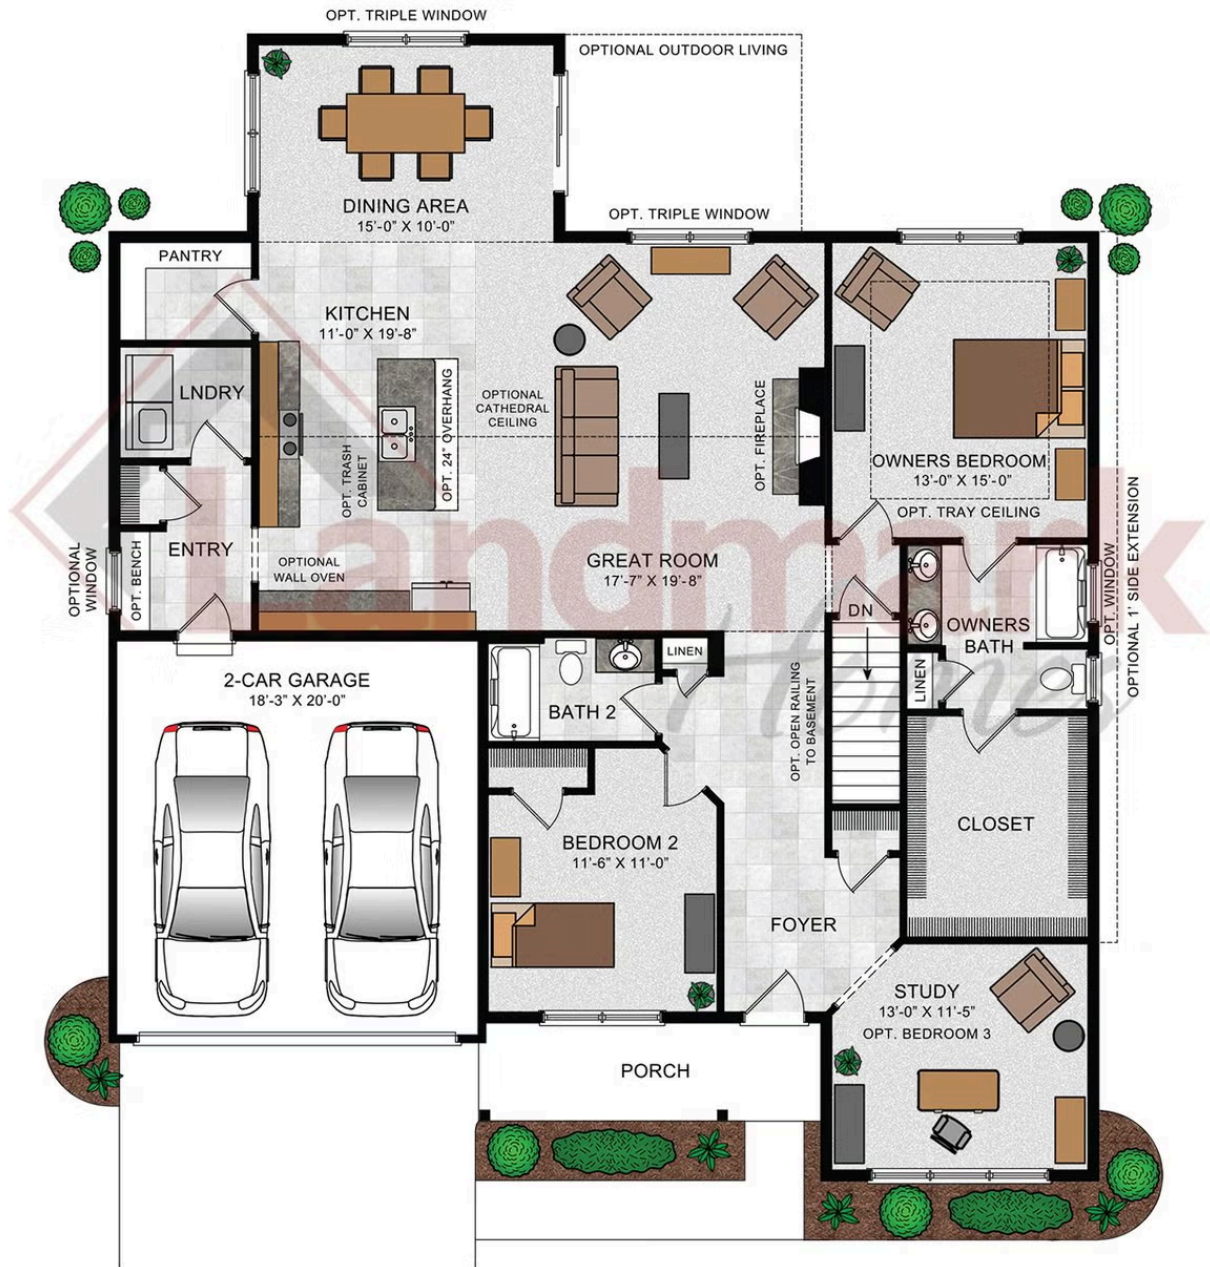 OPT. TRIPLE WINDOW
OPTIONAL OUTDOOR LIVING
DINING AREA
15'-0" X 10'-0"
OPT. TRIPLE WINDOW
PANTRY
KITCHEN
11'-0" X 19'-8"
LNDRY
OPTIONAL
CATHEDRAL
CEILING
OPT. 24" OVERHANG
OPT. TRASH
CABINET
OPT. FIREPLACE
OWNERS BEDROOM
13'-0" X 15'-0"
OPT. TRAY CEILING
Landmark
Homes
ENTRY
OPTIONAL
WINDOW
OPT. BENCH
OPTIONAL
WALL OVEN
GREAT ROOM
17'-7" X 19'-8"
DN
OWNERS
BATH
OPT. WINDOW
OPTIONAL 1' SIDE EXTENSION
LINEN
LINEN
2-CAR GARAGE
18'-3" X 20'-0"
BATH 2
OPT. OPEN RAILING
TO BASEMENT
BEDROOM 2
11'-6" X 11'-0"
CLOSET
FOYER
STUDY
13'-0" X 11'-5"
OPT. BEDROOM 3
PORCH